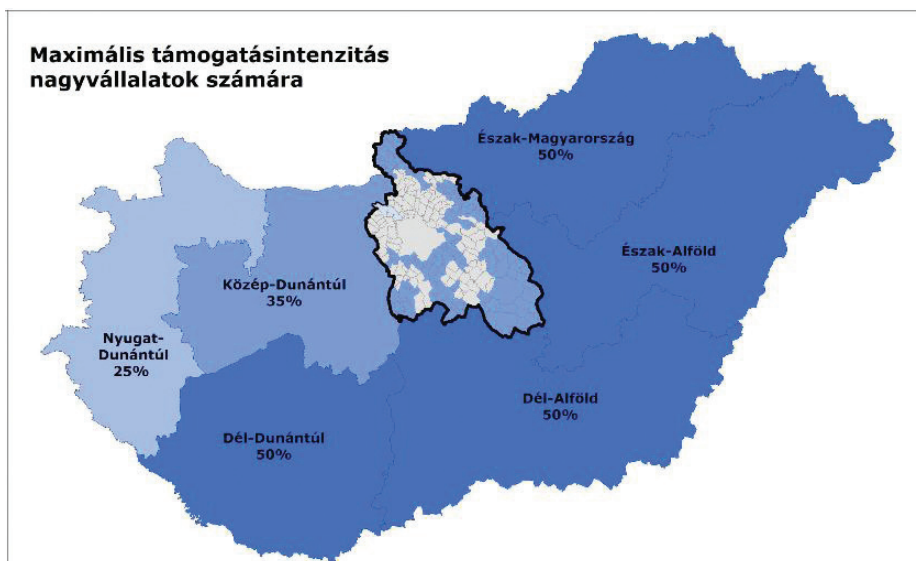 Maximális támogatásintenzitás
nagyvállalatok számára
Észak-Magyarország
50%
Észak-Alföld
50%
Közép-Dunántúl
35%
Nyugat-
Dunántúl
25%
Dél-Alföld
50%
Dél-Dunántúl
50%